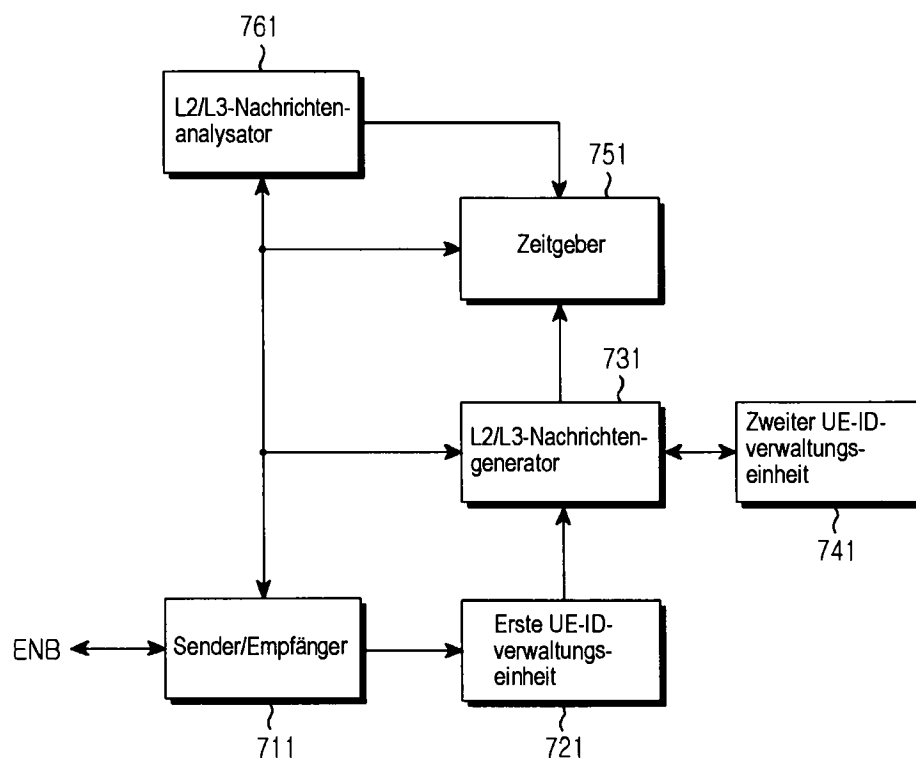 761
L2/L3-Nachrichten-
analysator
751
Zeitgeber
731
L2/L3-Nachrichten-
generator
Zweiter UE-ID-
verwaltungs-
einheit
741
ENB
Sender/Empfänger
711
Erste UE-ID-
verwaltungs-
einheit
721